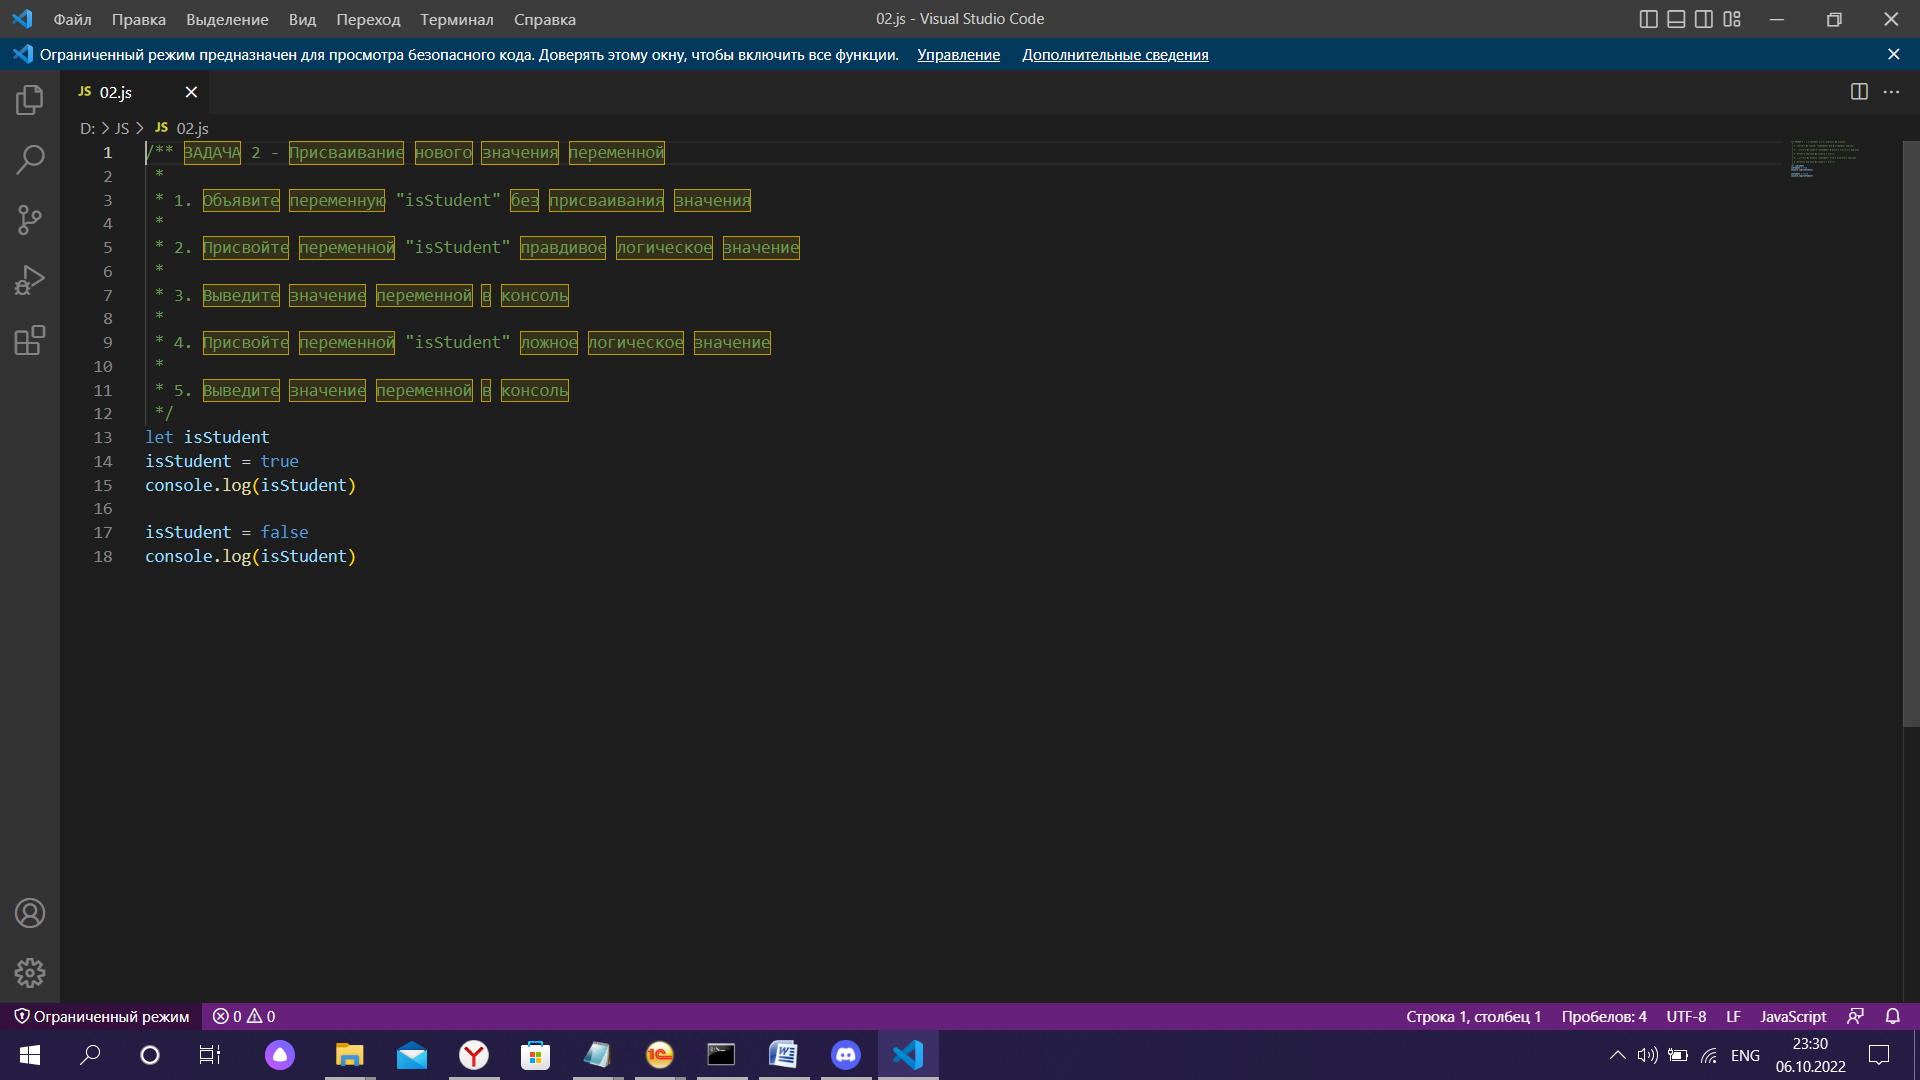 Файл Правка Выделение Вид Переход Терминал Справка
02.js - Visual Studio Code
Ограниченный режим предназначен для просмотра безопасного кода. Доверять этому окну, чтобы включить все функции. Управление Дополнительные сведения
JS 02.js
D: > JS > JS 02.js
1 /** ЗАДАЧА 2 - Присваивание нового значения переменной
2 *
3 * 1. Объявите переменную "isStudent" без присваивания значения
4 *
5 * 2. Присвойте переменной "isStudent" правдивое логическое значение
6 *
7 * 3. Выведите значение переменной в консоль
8 *
9 * 4. Присвойте переменной "isStudent" ложное логическое значение
10 *
11 * 5. Выведите значение переменной в консоль
12 */
13 let isStudent
14 isStudent = true
15 console.log(isStudent)
16
17 isStudent = false
18 console.log(isStudent)
Ограниченный режим 0 0 Строка 1, столбец 1 Пробелов: 4 UTF-8 LF JavaScript
ENG 23:30
06.10.2022